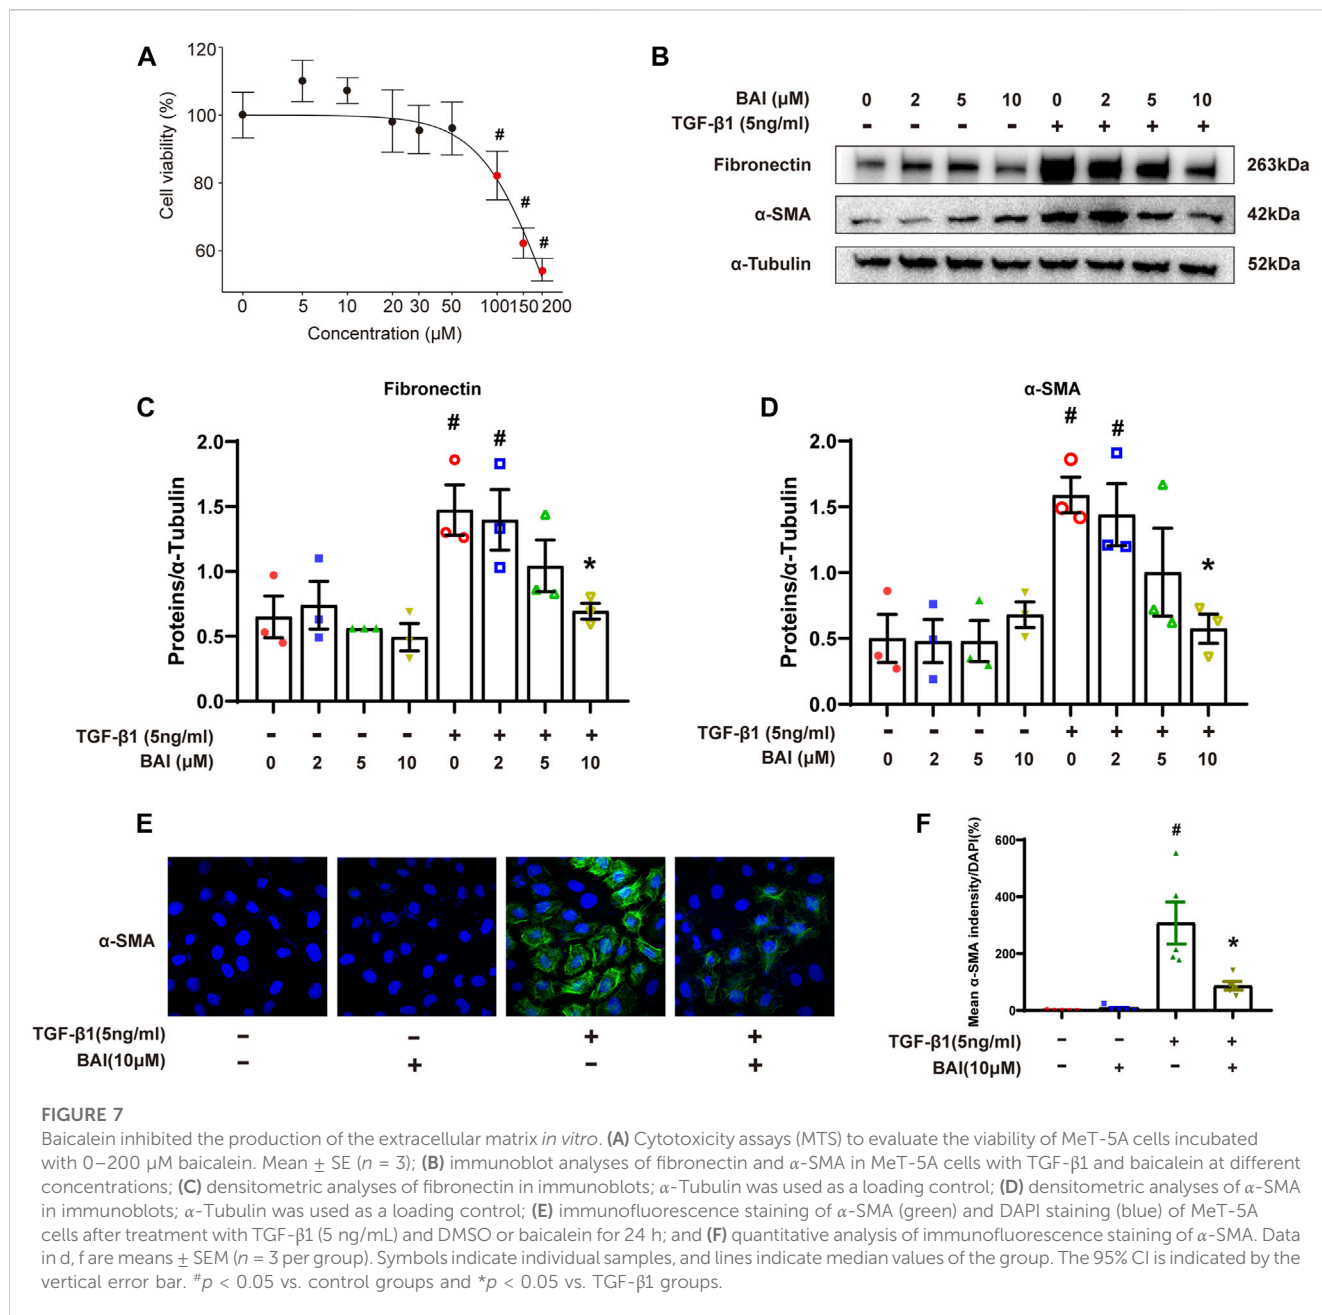 A
120
100
80
60
Cell viability (%)
0 5 10 20 30 50 100 150 200
Concentration (µM)
# # #
B
BAI (µM) 0 2 5 10 0 2 5 10
TGF-β1 (5ng/ml) - - - - + + + +
Fibronectin 263kDa
α-SMA 42kDa
α-Tubulin 52kDa
C
Fibronectin
2.0
1.5
1.0
0.5
0.0
Proteins/α-Tubulin
# # *
TGF-β1 (5ng/ml) - - - - + + + +
BAI (µM) 0 2 5 10 0 2 5 10
D
α-SMA
2.0
1.5
1.0
0.5
0.0
Proteins/α-Tubulin
# # *
TGF-β1 (5ng/ml) - - - - + + + +
BAI (µM) 0 2 5 10 0 2 5 10
E
α-SMA
TGF-β1(5ng/ml) - - + +
BAI(10µM) - + - +
F
600
400
200
0
Mean α-SMA indensity/DAPI(%)
# *
TGF-β1(5ng/ml) - - + +
BAI(10µM) - + - +
FIGURE 7
Baicalein inhibited the production of the extracellular matrix in vitro. (A) Cytotoxicity assays (MTS) to evaluate the viability of MeT-5A cells incubated
with 0–200 µM baicalein. Mean ± SE (n = 3); (B) immunoblot analyses of fibronectin and α-SMA in MeT-5A cells with TGF-β1 and baicalein at different
concentrations; (C) densitometric analyses of fibronectin in immunoblots; α-Tubulin was used as a loading control; (D) densitometric analyses of α-SMA
in immunoblots; α-Tubulin was used as a loading control; (E) immunofluorescence staining of α-SMA (green) and DAPI staining (blue) of MeT-5A
cells after treatment with TGF-β1 (5 ng/mL) and DMSO or baicalein for 24 h; and (F) quantitative analysis of immunofluorescence staining of α-SMA. Data
in d, f are means ± SEM (n = 3 per group). Symbols indicate individual samples, and lines indicate median values of the group. The 95% CI is indicated by the
vertical error bar. #p < 0.05 vs. control groups and *p < 0.05 vs. TGF-β1 groups.